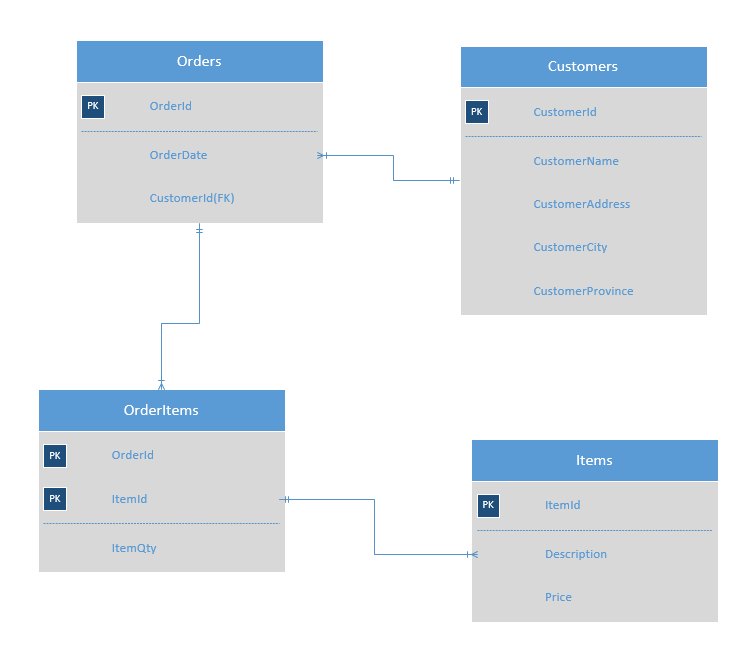 Orders
PK OrderId
OrderDate
CustomerId(FK)
Customers
PK CustomerId
CustomerName
CustomerAddress
CustomerCity
CustomerProvince
OrderItems
PK OrderId
PK ItemId
ItemQty
Items
PK ItemId
Description
Price